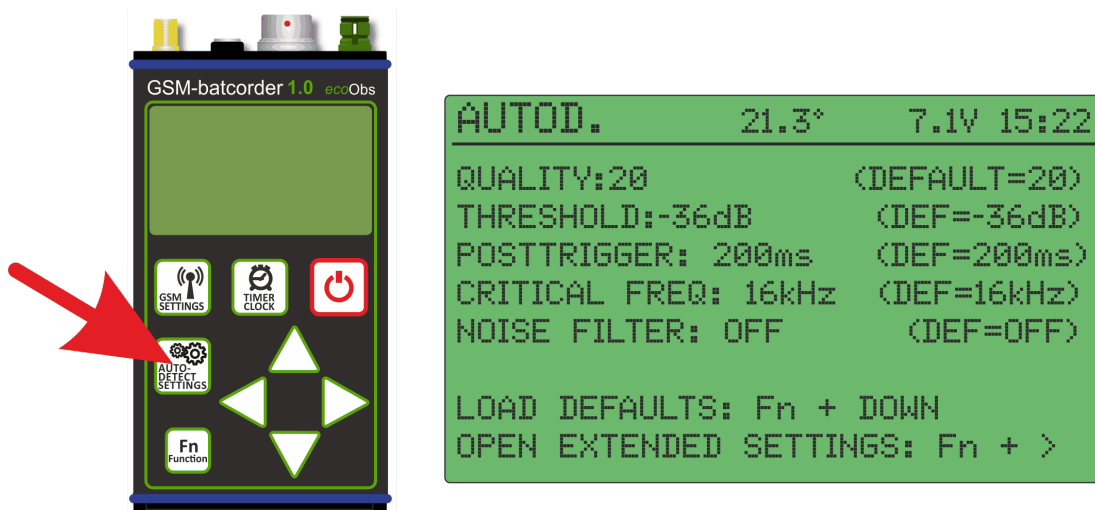 GSM-batcorder 1.0 ecoObs
GSM
SETTINGS
TIMER
CLOCK
AUTO-
DETECT
SETTINGS
Fn
Function
AUTOD. 21.3° 7.1V 15:22
QUALITY:20 (DEFAULT=20)
THRESHOLD:-36dB (DEF=-36dB)
POSTTRIGGER: 200ms (DEF=200ms)
CRITICAL FREQ: 16kHz (DEF=16kHz)
NOISE FILTER: OFF (DEF=OFF)
LOAD DEFAULTS: Fn + DOWN
OPEN EXTENDED SETTINGS: Fn + >